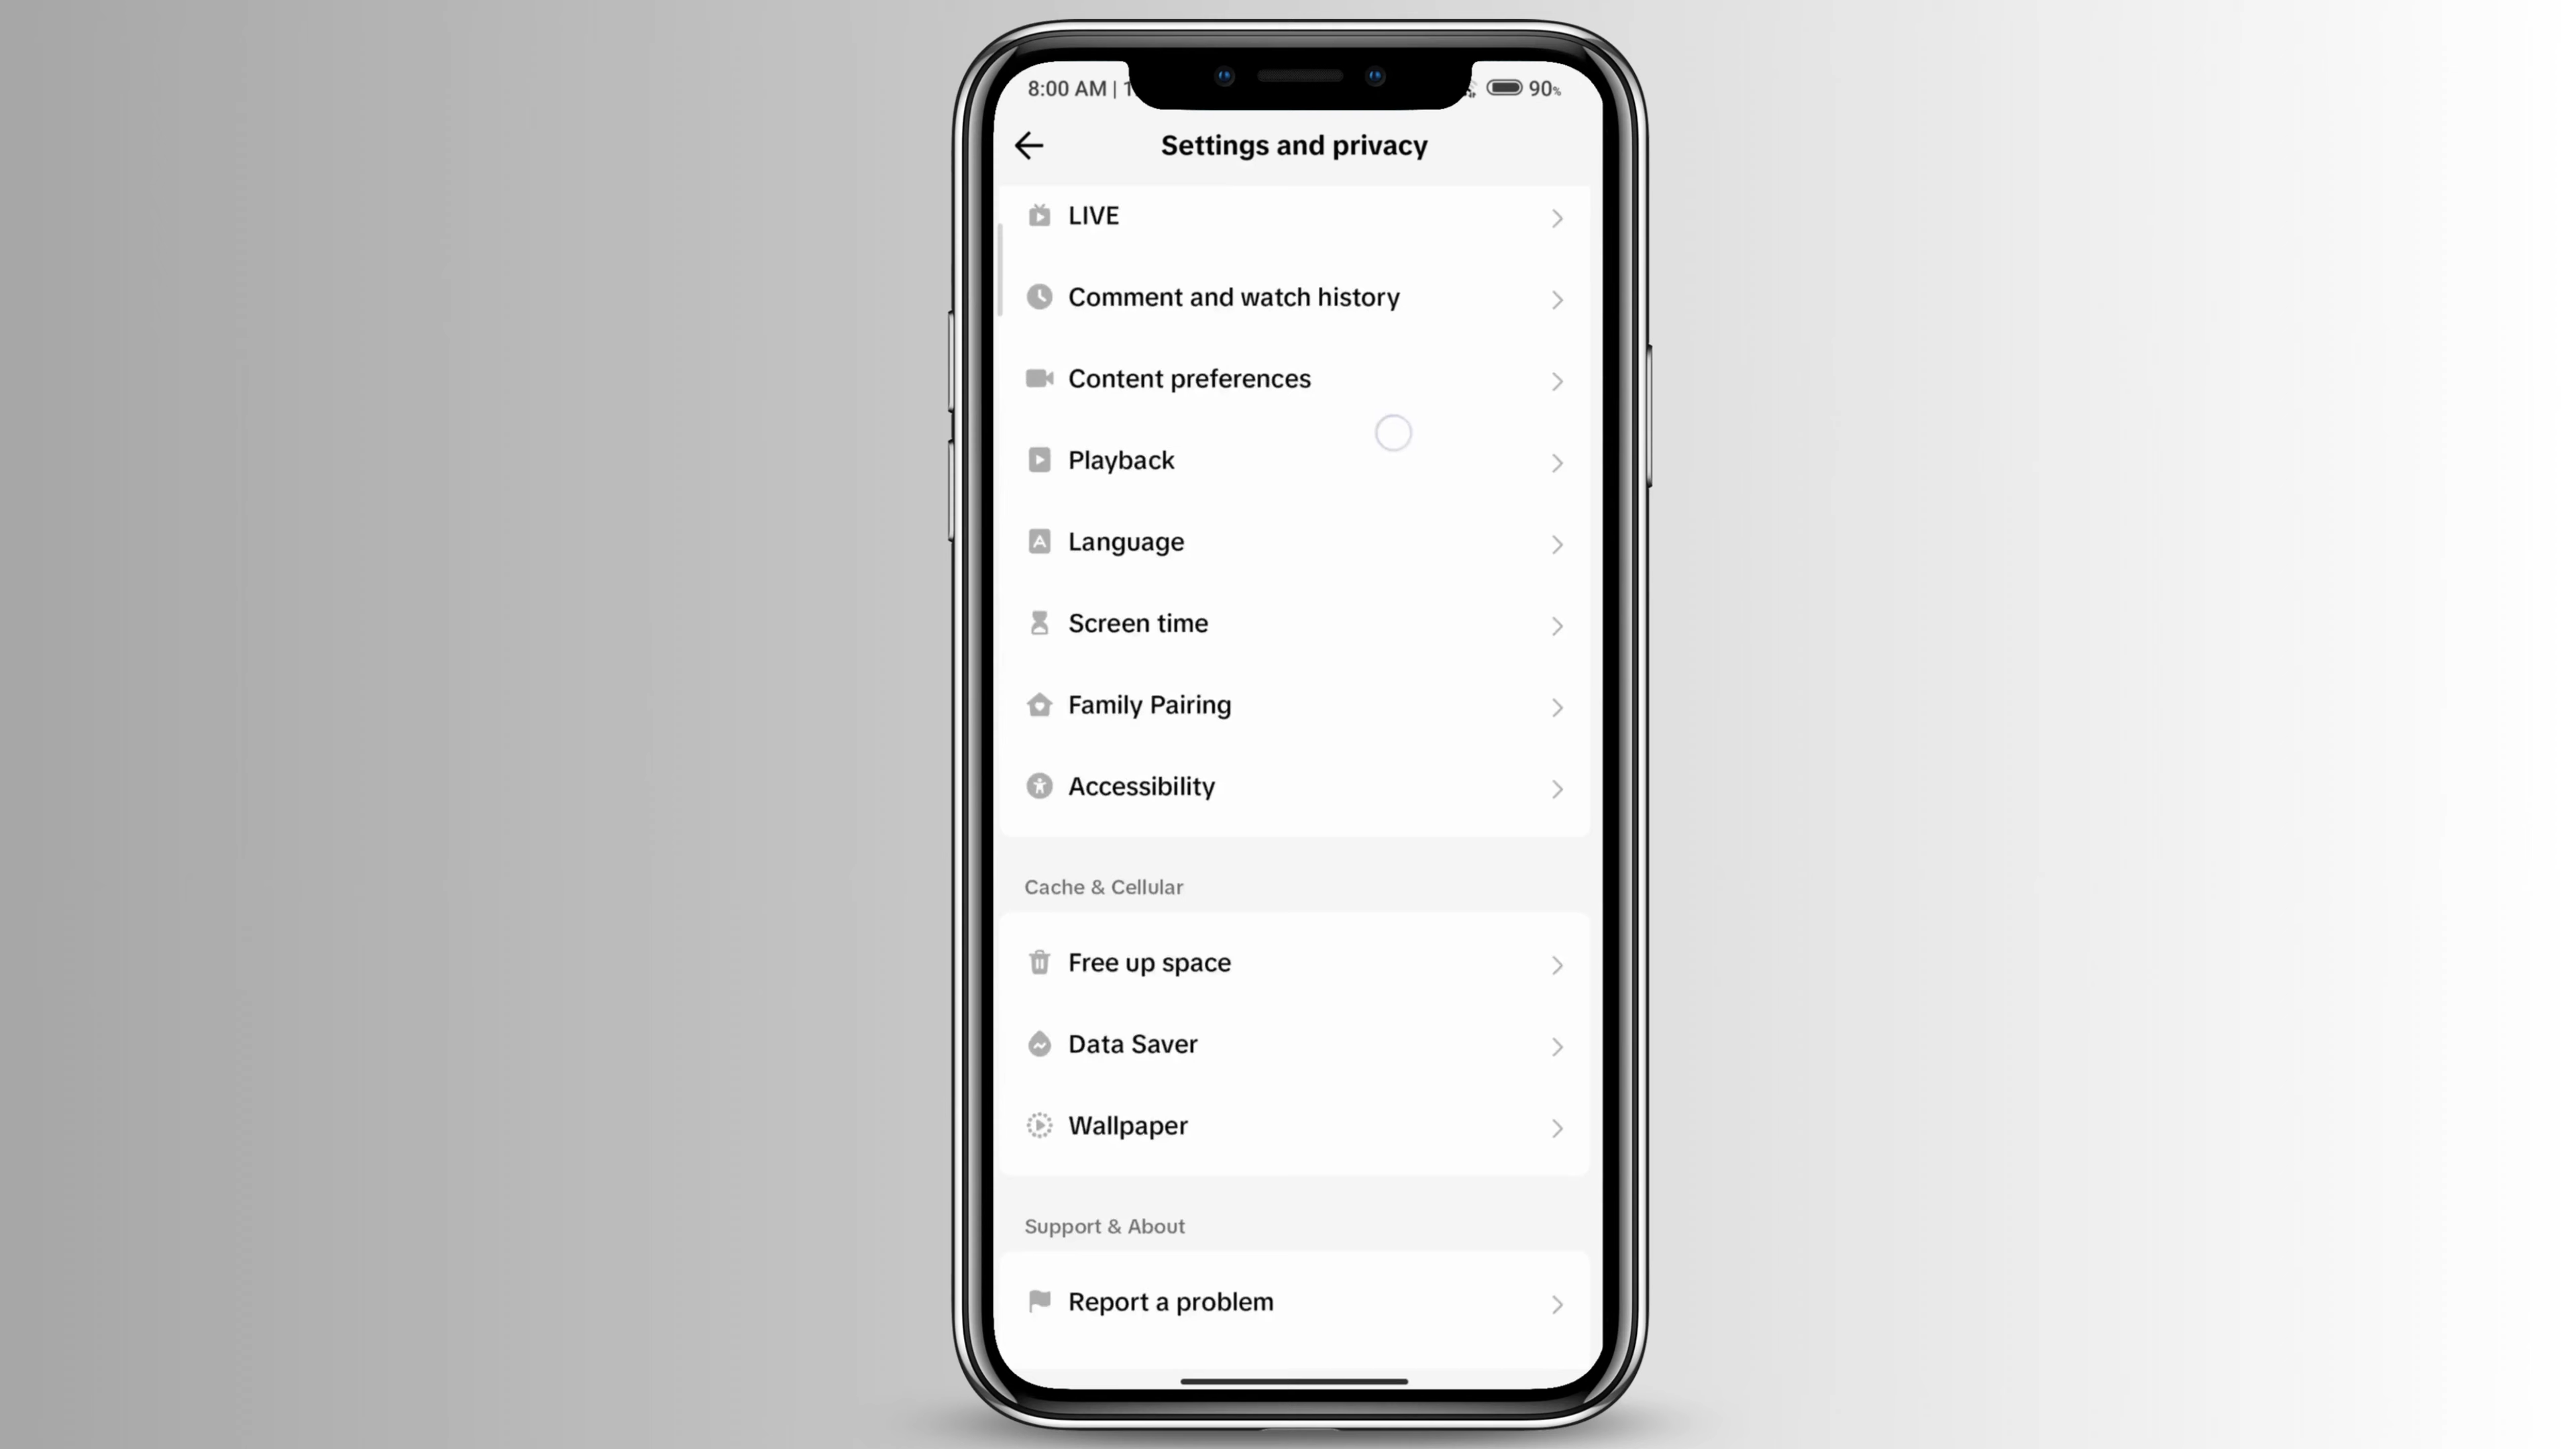 8:00 AM |
90%
Settings and privacy
LIVE
Comment and watch history
Content preferences
Playback
Language
Screen time
Family Pairing
Accessibility
Cache & Cellular
Free up space
Data Saver
Wallpaper
Support & About
Report a problem